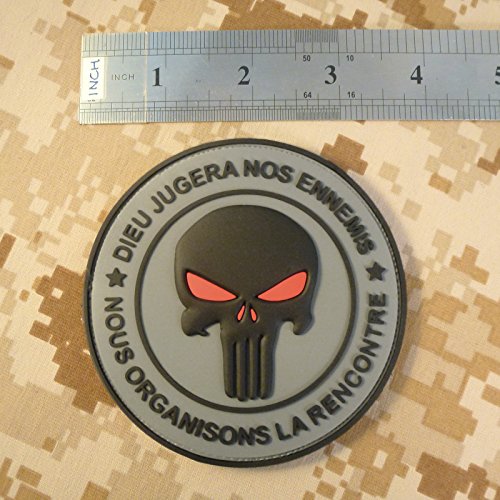 INCH
INCH 1 2 3 4 5
50 10
64 16
DIEU JUGERA NOS ENNEMIS
★ NOUS ORGANISONS LA RENCONTRE ★